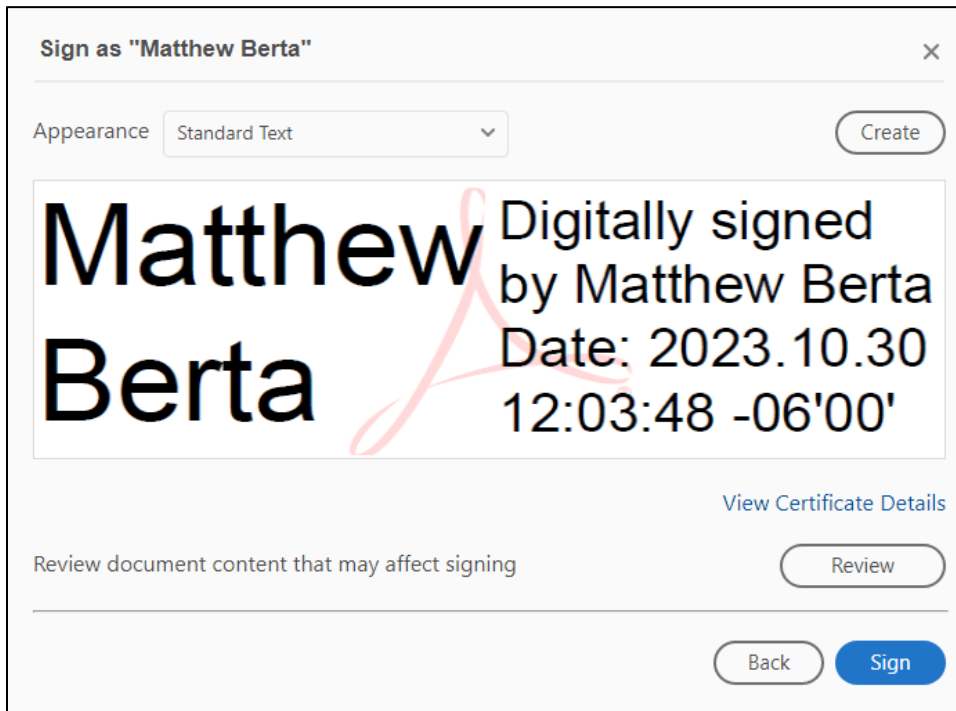 Sign as "Matthew Berta"
Appearance
Standard Text
Create
Matthew
Berta
Digitally signed
by Matthew Berta
Date: 2023.10.30
12:03:48 -06'00'
View Certificate Details
Review document content that may affect signing
Review
Back
Sign